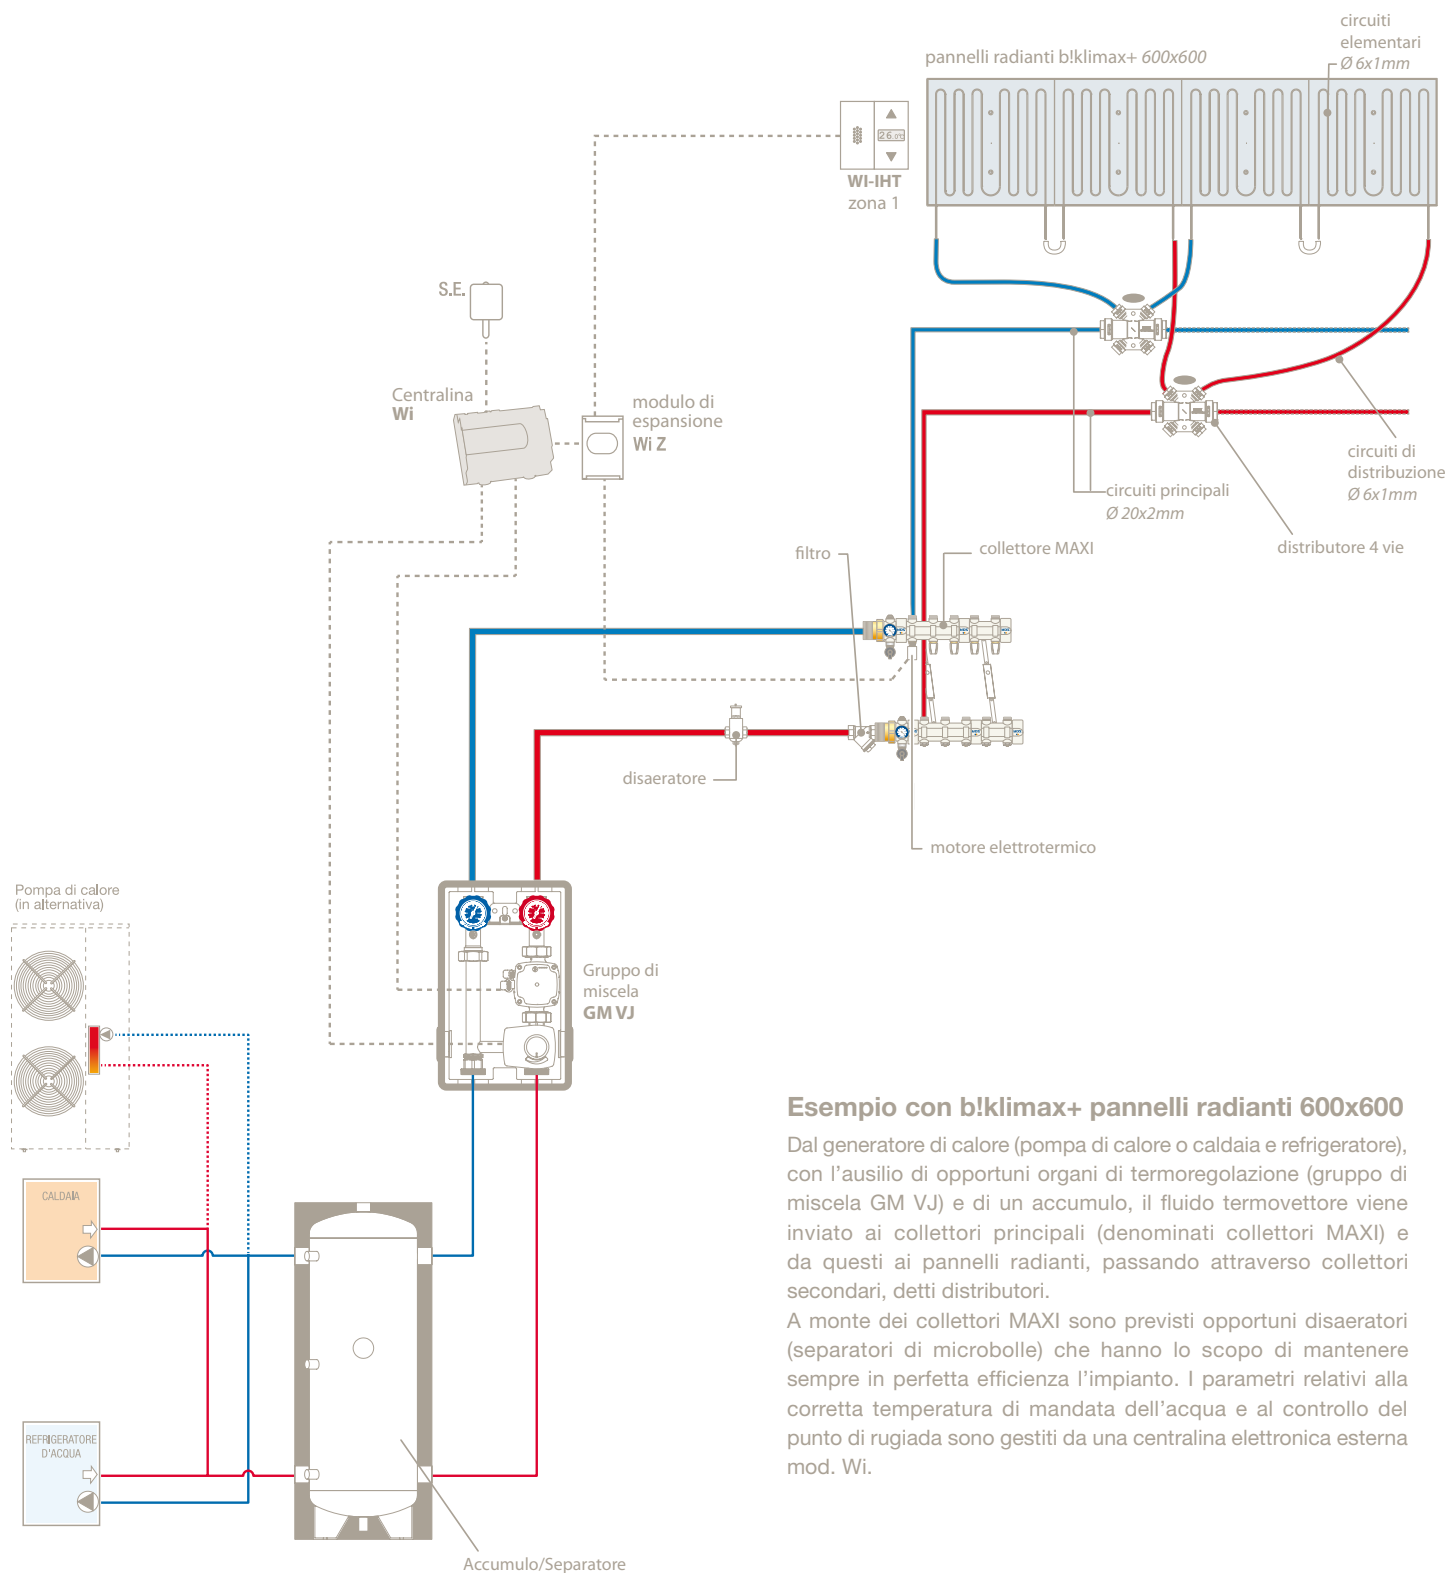 circuiti
elementari
Ø 6x1mm
pannelli radianti b!klimax+ 600x600
26.0°C
WI-IHT
zona 1
S.E.
Centralina
Wi
modulo di
espansione
Wi Z
circuiti di
distribuzione
Ø 6x1mm
circuiti principali
Ø 20x2mm
distributore 4 vie
filtro
collettore MAXI
disaeratore
motore elettrotermico
Pompa di calore
(in alternativa)
Gruppo di
miscela
GM VJ
CALDAIA
REFRIGERATORE
D'ACQUA
Accumulo/Separatore
Esempio con b!klimax+ pannelli radianti 600x600
Dal generatore di calore (pompa di calore o caldaia e refrigeratore),
con l'ausilio di opportuni organi di termoregolazione (gruppo di
miscela GM VJ) e di un accumulo, il fluido termovettore viene
inviato ai collettori principali (denominati collettori MAXI) e
da questi ai pannelli radianti, passando attraverso collettori
secondari, detti distributori.
A monte dei collettori MAXI sono previsti opportuni disaeratori
(separatori di microbolle) che hanno lo scopo di mantenere
sempre in perfetta efficienza l'impianto. I parametri relativi alla
corretta temperatura di mandata dell'acqua e al controllo del
punto di rugiada sono gestiti da una centralina elettronica esterna
mod. Wi.